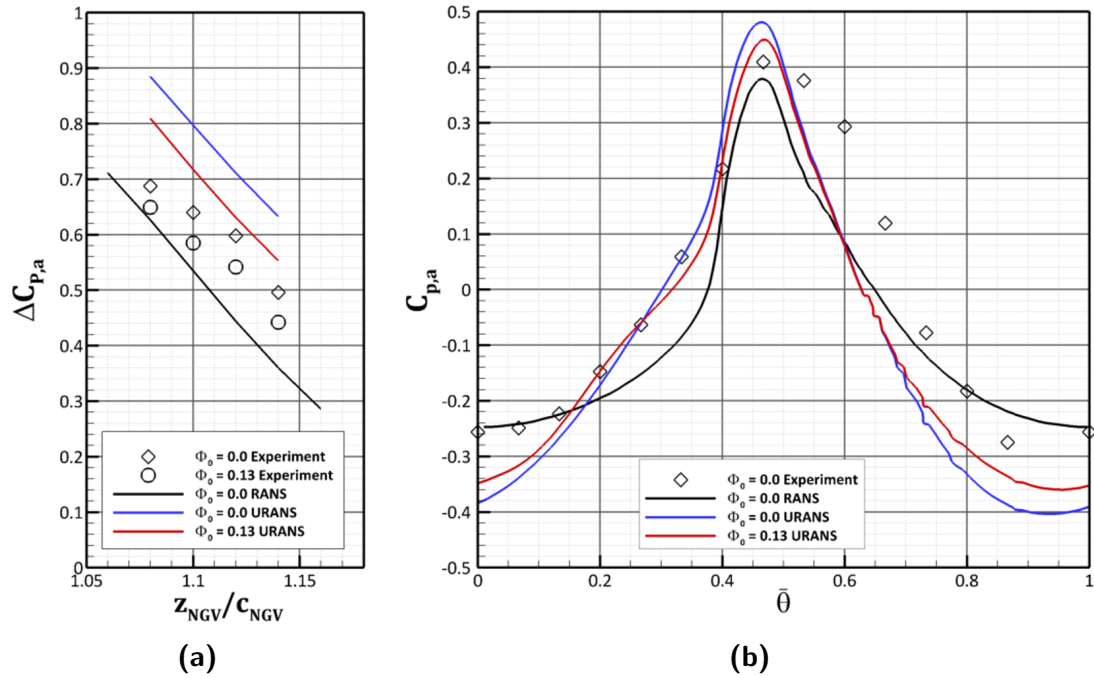 1
0.9
0.8
0.7
0.6
0.5
0.4
0.3
0.2
0.1
0
ΔC_P,a
1.05
1.1
1.15
z_NGV/c_NGV
Φ₀ = 0.0 Experiment
Φ₀ = 0.13 Experiment
Φ₀ = 0.0 RANS
Φ₀ = 0.0 URANS
Φ₀ = 0.13 URANS
(a)
0.5
0.4
0.3
0.2
0.1
0
-0.1
-0.2
-0.3
-0.4
-0.5
C_p,a
0
0.2
0.4
0.6
0.8
1
θ̄
Φ₀ = 0.0 Experiment
Φ₀ = 0.0 RANS
Φ₀ = 0.0 URANS
Φ₀ = 0.13 URANS
(b)